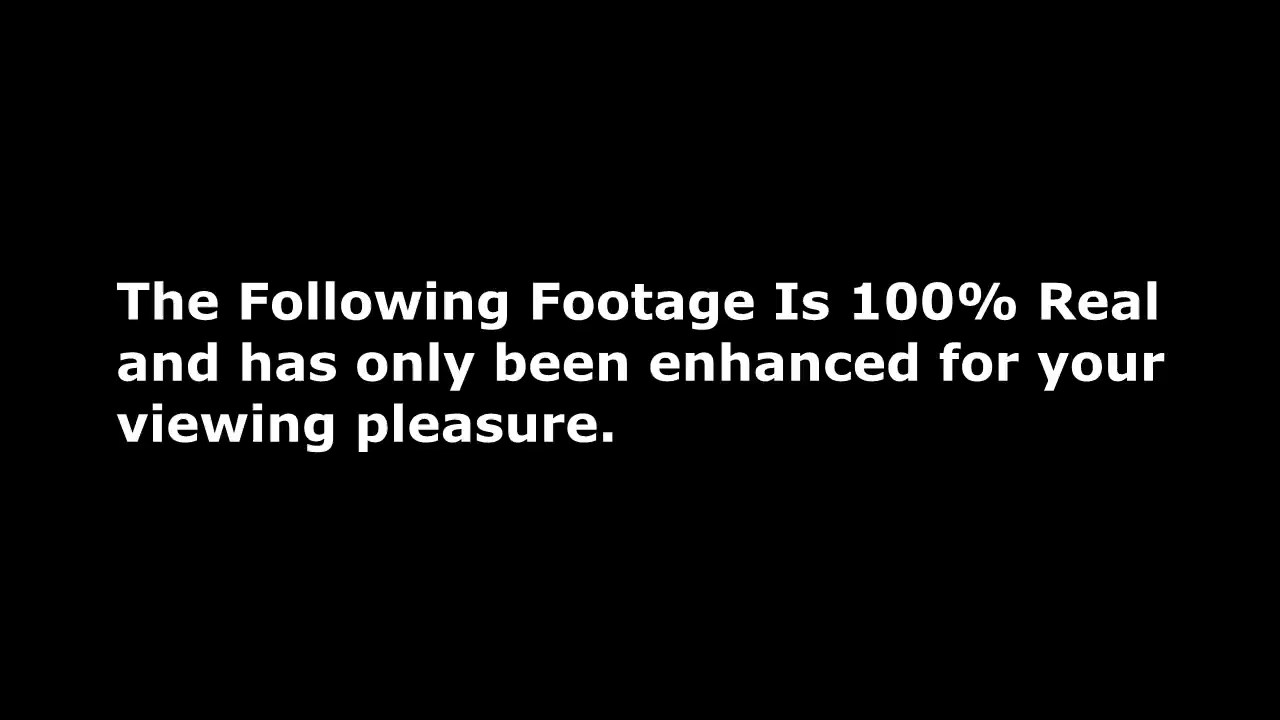 The Following Footage Is 100% Real
and has only been enhanced for your
viewing pleasure.